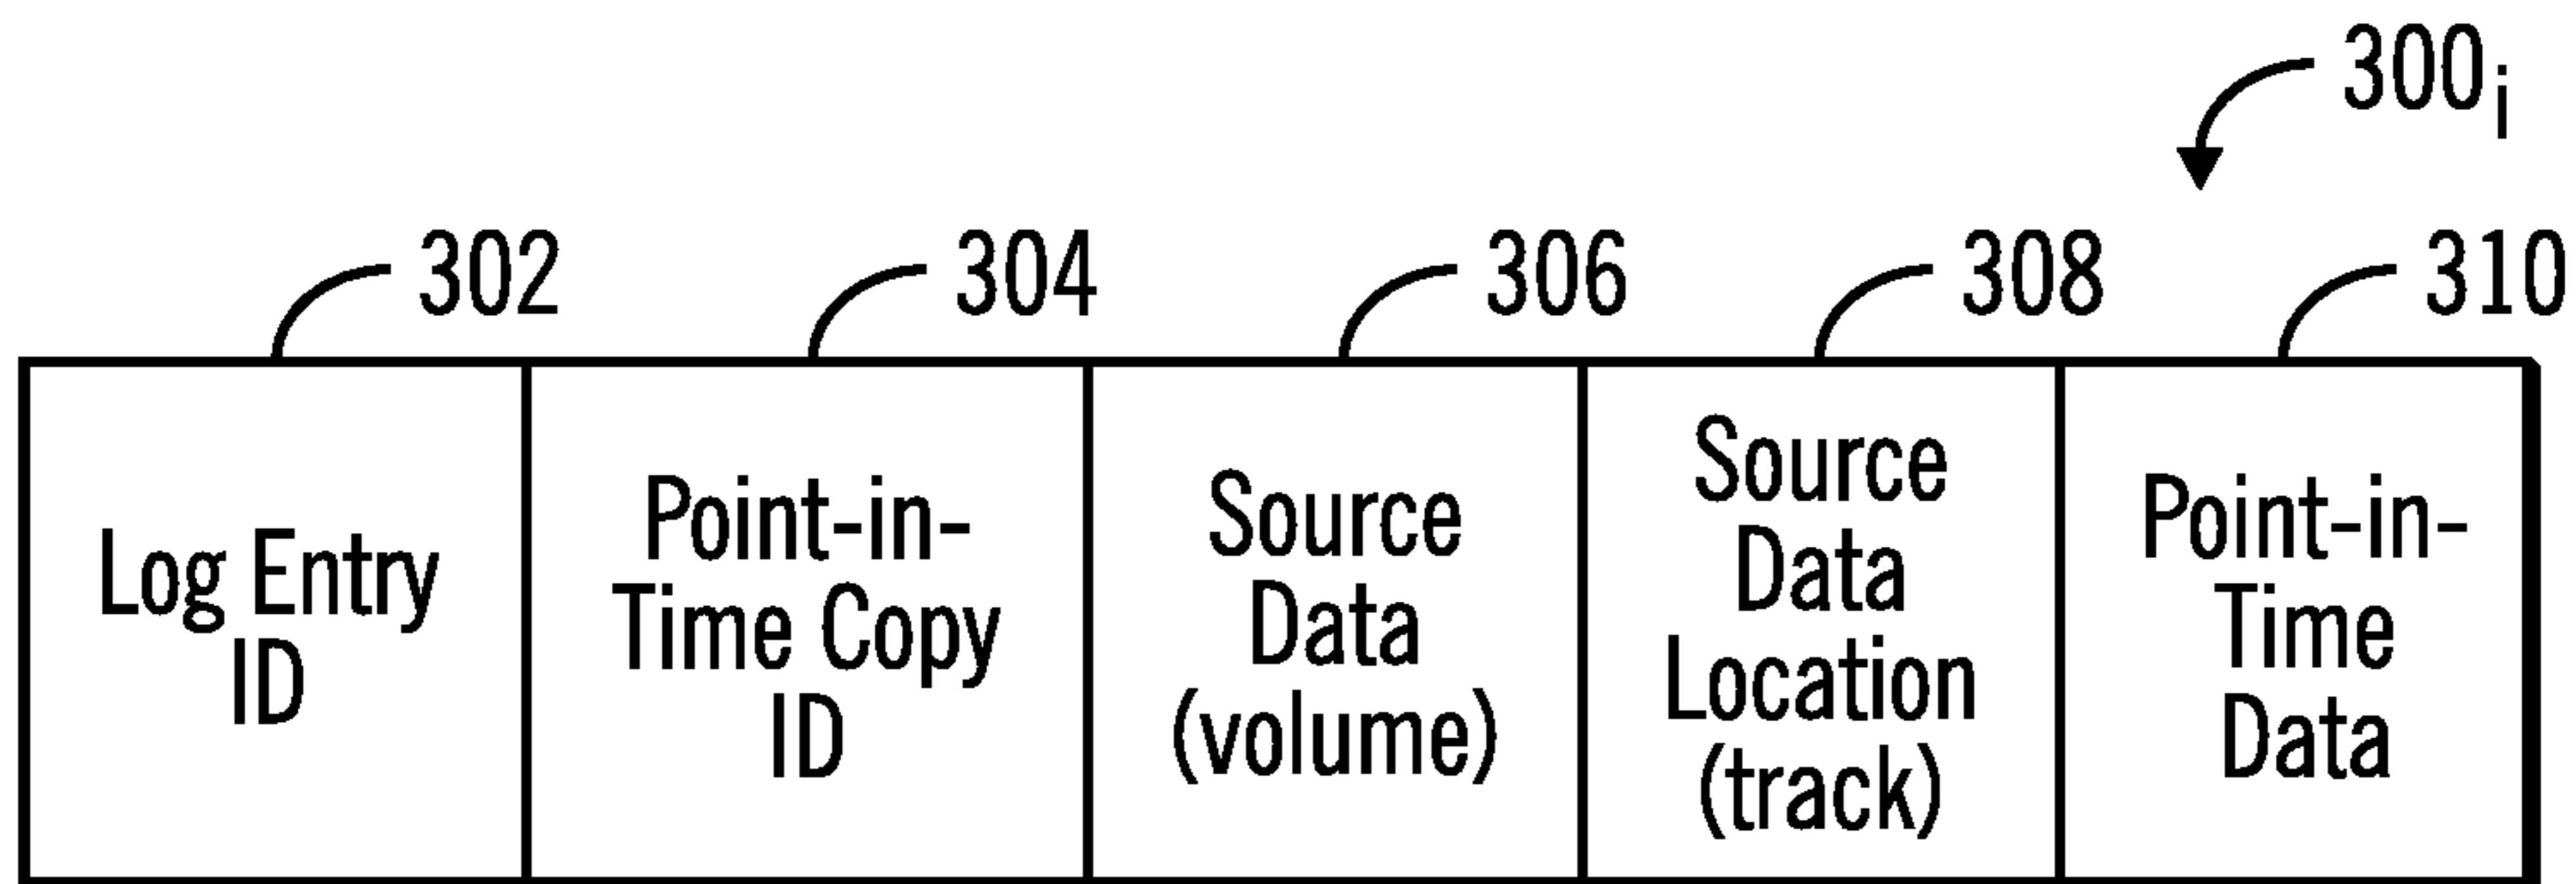 300i
302
304
306
308
310
Log Entry
ID
Point-in-
Time Copy
ID
Source
Data
(volume)
Source
Data
Location
(track)
Point-in-
Time
Data